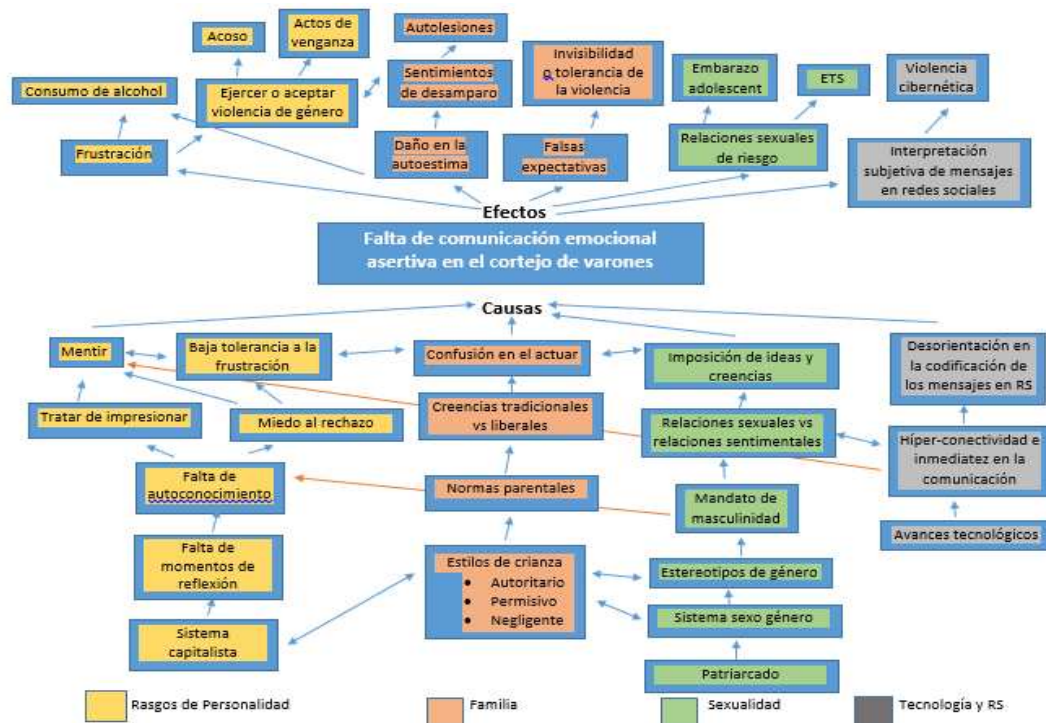 Acoso
Actos de
venganza
Autolesiones
Invisibilidad
o tolerancia de
la violencia
Embarazo
adolescent
ETS
Violencia
cibernética
Consumo de alcohol
Ejercer o aceptar
violencia de género
Sentimientos
de desamparo
Frustración
Daño en la
autoestima
Falsas
expectativas
Relaciones sexuales
de riesgo
Interpretación
subjetiva de mensajes
en redes sociales
Efectos
Falta de comunicación emocional
asertiva en el cortejo de varones
Causas
Mentir
Baja tolerancia a la
frustración
Confusión en el actuar
Imposición de ideas y
creencias
Desorientación en
la codificación de
los mensajes en RS
Tratar de impresionar
Miedo al rechazo
Creencias tradicionales
vs liberales
Relaciones sexuales vs
relaciones sentimentales
Híper-conectividad e
inmediatez en la
comunicación
Falta de
autoconocimiento
Normas parentales
Mandato de
masculinidad
Avances tecnológicos
Falta de
momentos de
reflexión
Estilos de crianza
• Autoritario
• Permisivo
• Negligente
Estereotipos de género
Sistema sexo género
Sistema
capitalista
Patriarcado
Rasgos de Personalidad
Familia
Sexualidad
Tecnología y RS